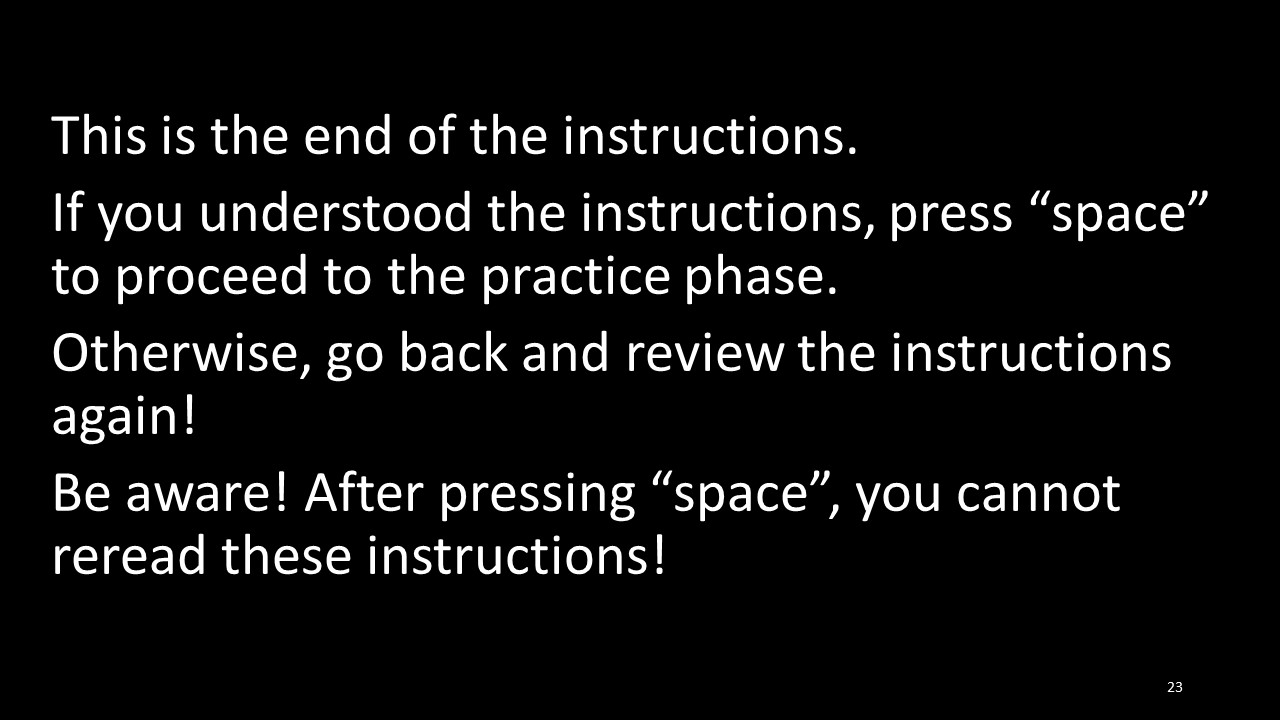 This is the end of the instructions.
If you understood the instructions, press “space”
to proceed to the practice phase.
Otherwise, go back and review the instructions
again!
Be aware! After pressing “space”, you cannot
reread these instructions!
23